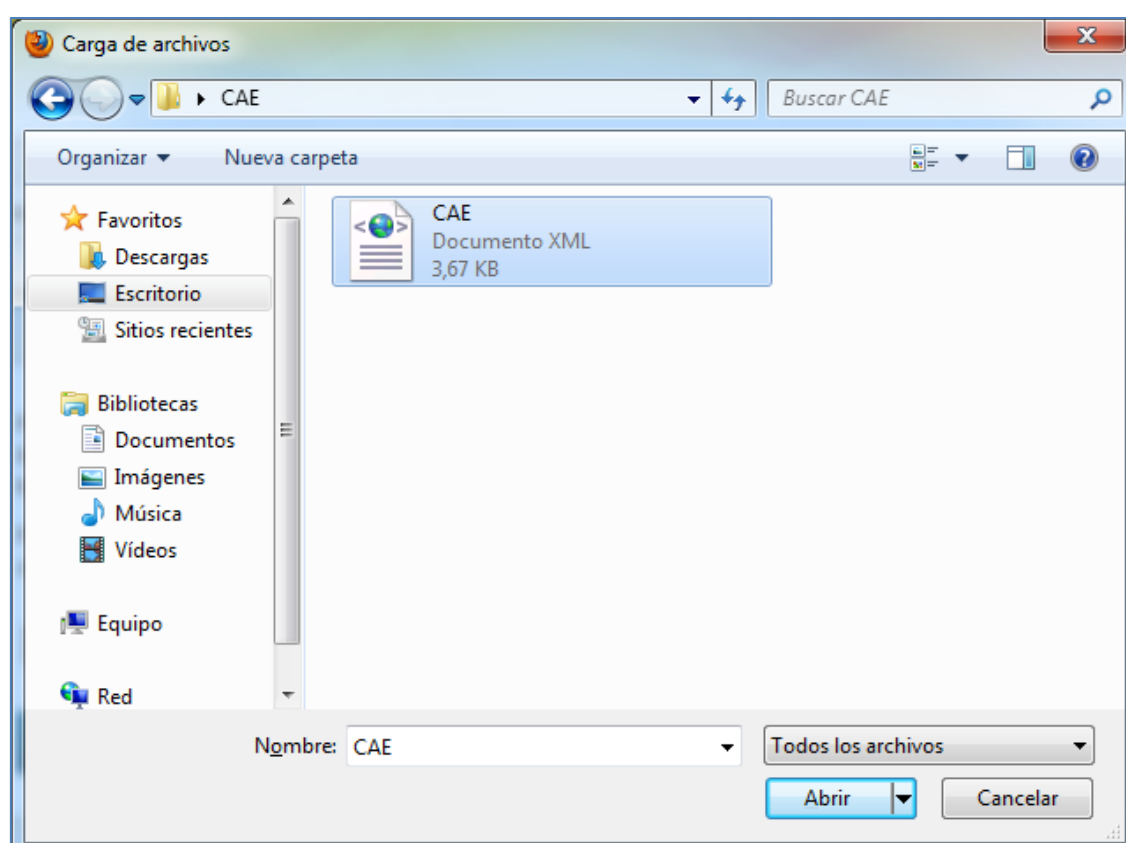 Carga de archivos
CAE
Buscar CAE
Organizar
Nueva carpeta
Favoritos
Descargas
Escritorio
Sitios recientes
Bibliotecas
Documentos
Imágenes
Música
Vídeos
Equipo
Red
CAE
Documento XML
3,67 KB
Nombre: CAE
Todos los archivos
Abrir
Cancelar